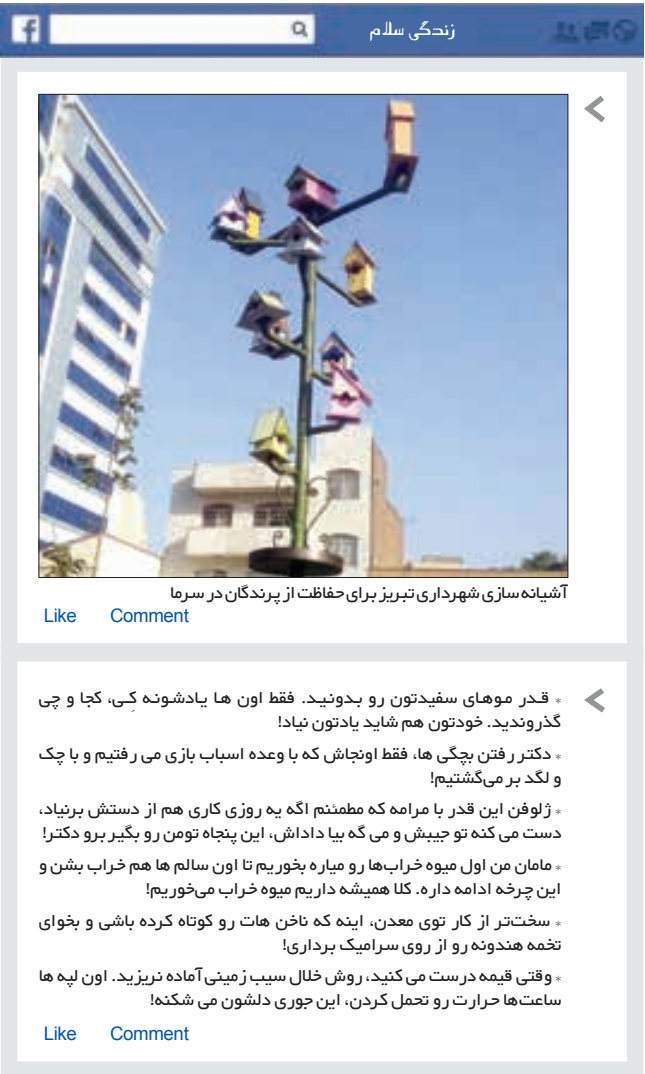 زندگی سلام
آشیانه‌سازی شهرداری تبریز برای حفاظت از پرندگان در سرما
Like Comment
* قدر موهای سفیدتون رو بدونید. فقط اون ها یادشونه کِی، کجا و چی
گذروندید. خودتون هم شاید یادتون نیاد!
* دکتر رفتن بچگی ها، فقط اونجاش که با وعده اسباب بازی می رفتیم و با چک
و لگد بر می‌گشتیم!
* ژلوفن این قدر با مرامه که مطمئنم اگه یه روزی کاری هم از دستش برنیاد،
دست می کنه تو جیبش و می گه بیا داداش، این پنجاه تومن رو بگیر برو دکتر!
* مامان من اول میوه خراب‌ها رو میاره بخوریم تا اون سالم ها هم خراب بشن و
این چرخه ادامه داره. کلا همیشه داریم میوه خراب می‌خوریم!
* سخت‌تر از کار توی معدن، اینه که ناخن هات رو کوتاه کرده باشی و بخوای
تخمه هندونه رو از روی سرامیک برداری!
* وقتی قیمه درست می کنید، روش خلال سیب زمینی آماده نریزید. اون لپه ها
ساعت‌ها حرارت رو تحمل کردن، این جوری دلشون می شکنه!
Like Comment